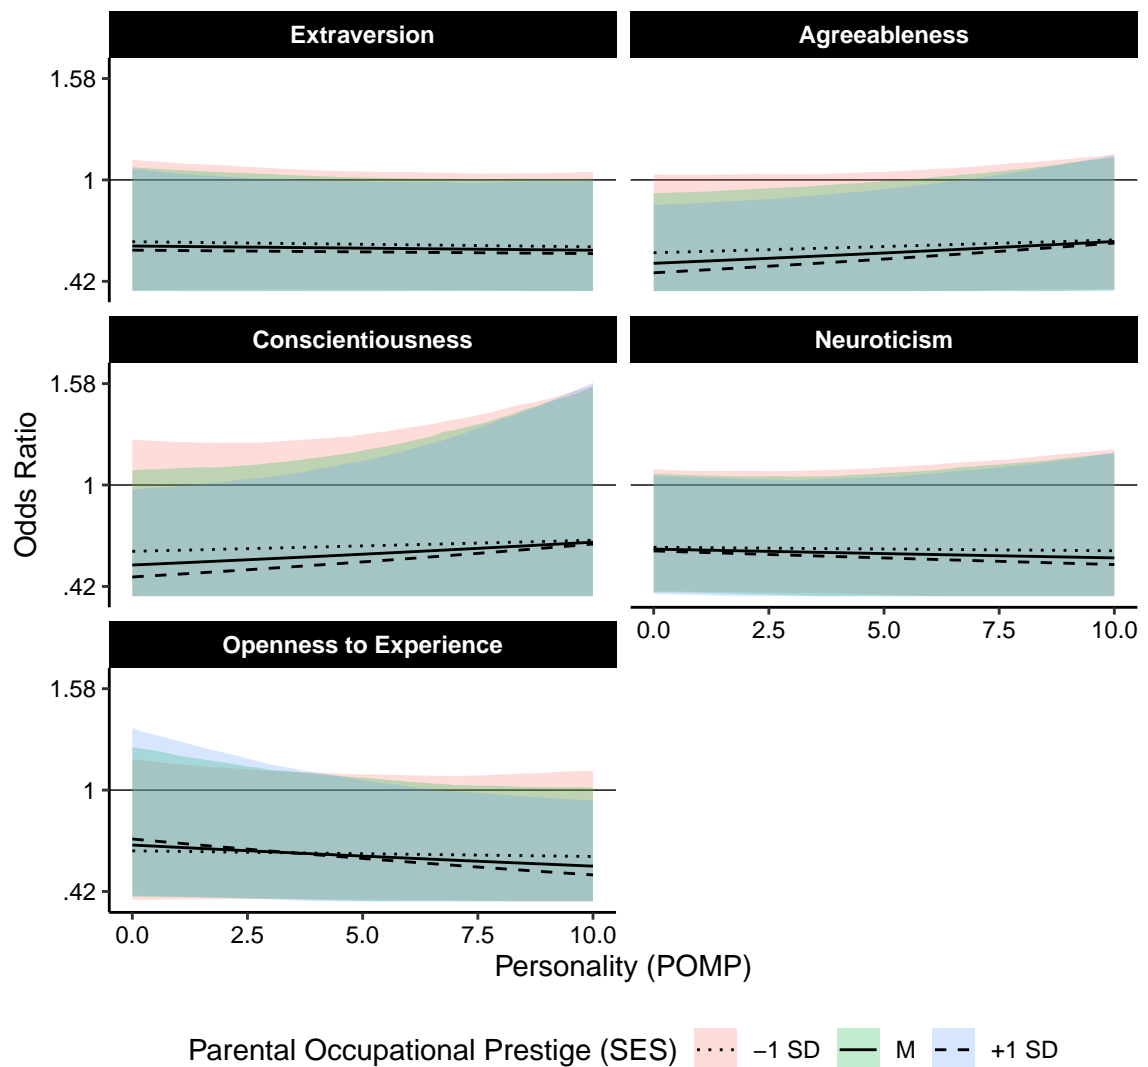 Extraversion
Agreeableness
1.58
1
.42
Conscientiousness
Neuroticism
1.58
1
.42
0.0 2.5 5.0 7.5 10.0
Openness to Experience
1.58
1
.42
0.0 2.5 5.0 7.5 10.0
Odds Ratio
Personality (POMP)
Parental Occupational Prestige (SES) −1 SD M +1 SD